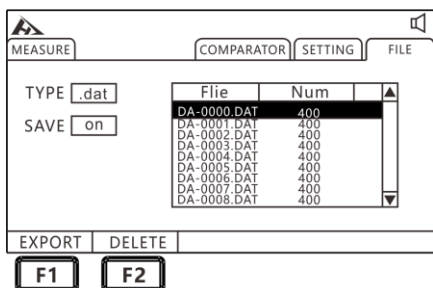 MEASURE COMPARATOR SETTING FILE
TYPE .dat
SAVE on
Flie Num
DA-0000.DAT 400
DA-0001.DAT 400
DA-0002.DAT 400
DA-0003.DAT 400
DA-0004.DAT 400
DA-0005.DAT 400
DA-0006.DAT 400
DA-0007.DAT 400
DA-0008.DAT 400
EXPORT DELETE
F1 F2